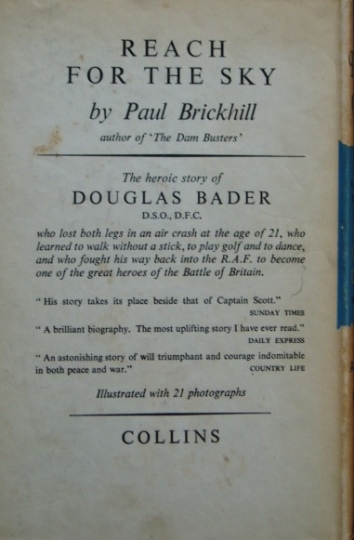 REACH
FOR THE SKY
by Paul Brickhill
author of 'The Dam Busters'
The heroic story of
DOUGLAS BADER
D.S.O., D.F.C.
who lost both legs in an air crash at the age of 21, who
learned to walk without a stick, to play golf and to dance,
and who fought his way back into the R.A.F. to become
one of the great heroes of the Battle of Britain.
" His story takes its place beside that of Captain Scott."
SUNDAY TIMES
" A brilliant biography. The most uplifting story I have ever read."
DAILY EXPRESS
" An astonishing story of will triumphant and courage indomitable
in both peace and war." COUNTRY LIFE
Illustrated with 21 photographs
COLLINS